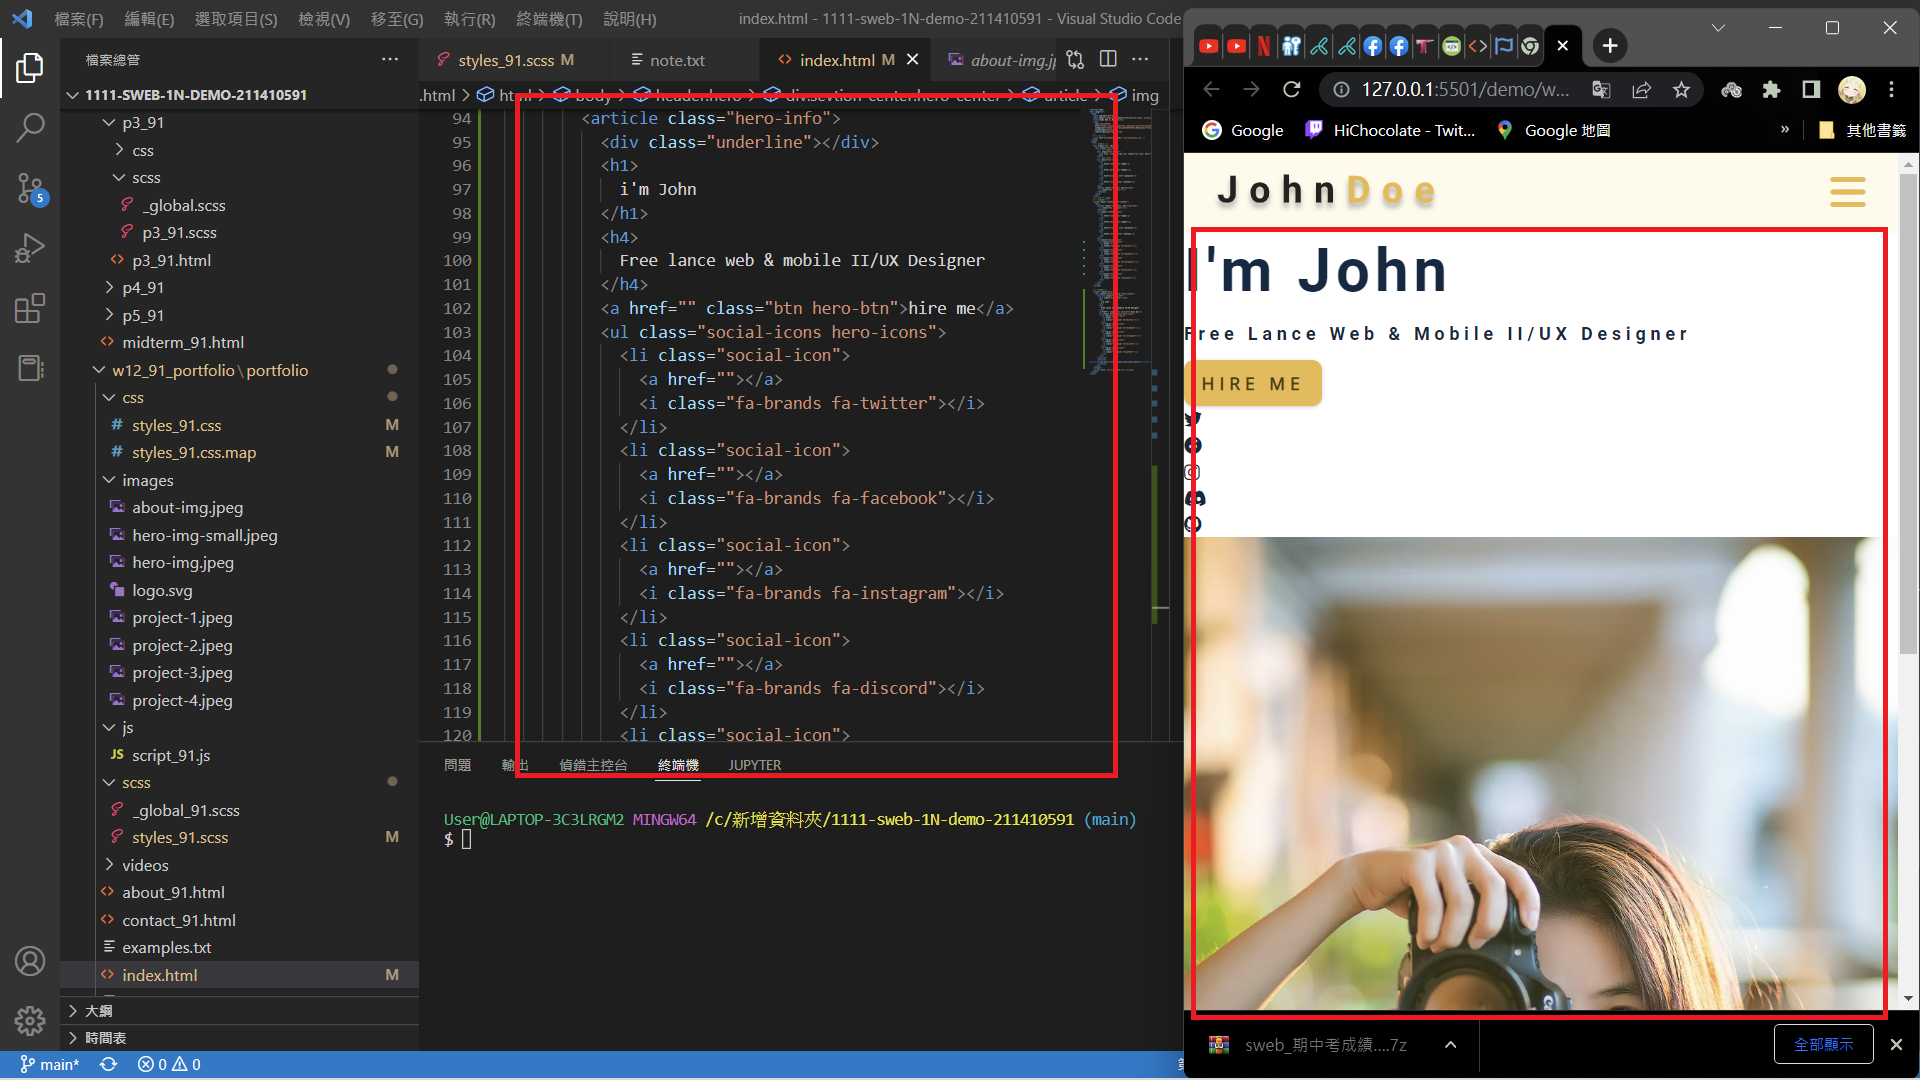 檔案(F) 編輯(E) 選取項目(S) 檢視(V) 移至(G) 執行(R) 終端機(T) 說明(H) index.html - 1111-sweb-1N-demo-211410591 - Visual Studio Code
檔案總管
1111-SWEB-1N-DEMO-211410591
p3_91
css
scss
_global.scss
p3_91.scss
p3_91.html
p4_91
p5_91
midterm_91.html
w12_91_portfolio\portfolio
css
styles_91.css M
styles_91.css.map M
images
about-img.jpeg
hero-img-small.jpeg
hero-img.jpeg
logo.svg
project-1.jpeg
project-2.jpeg
project-3.jpeg
project-4.jpeg
js
JS script_91.js
scss
_global_91.scss
styles_91.scss M
videos
about_91.html
contact_91.html
examples.txt
index.html M
大綱
時間表
5
main* 0 0
styles_91.scss M note.txt index.html M about-img.j
.html > html > body > header.hero > div.sevtion-center.hero-center > article > img
94 <article class="hero-info">
95 <div class="underline"></div>
96 <h1>
97 i'm John
98 </h1>
99 <h4>
100 Free lance web & mobile II/UX Designer
101 </h4>
102 <a href="" class="btn hero-btn">hire me</a>
103 <ul class="social-icons hero-icons">
104 <li class="social-icon">
105 <a href=""></a>
106 <i class="fa-brands fa-twitter"></i>
107 </li>
108 <li class="social-icon">
109 <a href=""></a>
110 <i class="fa-brands fa-facebook"></i>
111 </li>
112 <li class="social-icon">
113 <a href=""></a>
114 <i class="fa-brands fa-instagram"></i>
115 </li>
116 <li class="social-icon">
117 <a href=""></a>
118 <i class="fa-brands fa-discord"></i>
119 </li>
120 <li class="social-icon">
問題 輸出 偵錯主控台 終端機 JUPYTER
User@LAPTOP-3C3LRGM2 MINGW64 /c/新增資料夾/1111-sweb-1N-demo-211410591 (main)
$
127.0.0.1:5501/demo/w...
Google HiChocolate - Twit... Google 地圖 » 其他書籤
JohnDoe
I'm John
Free Lance Web & Mobile II/UX Designer
HIRE ME
sweb_期中考成績....7z 全部顯示